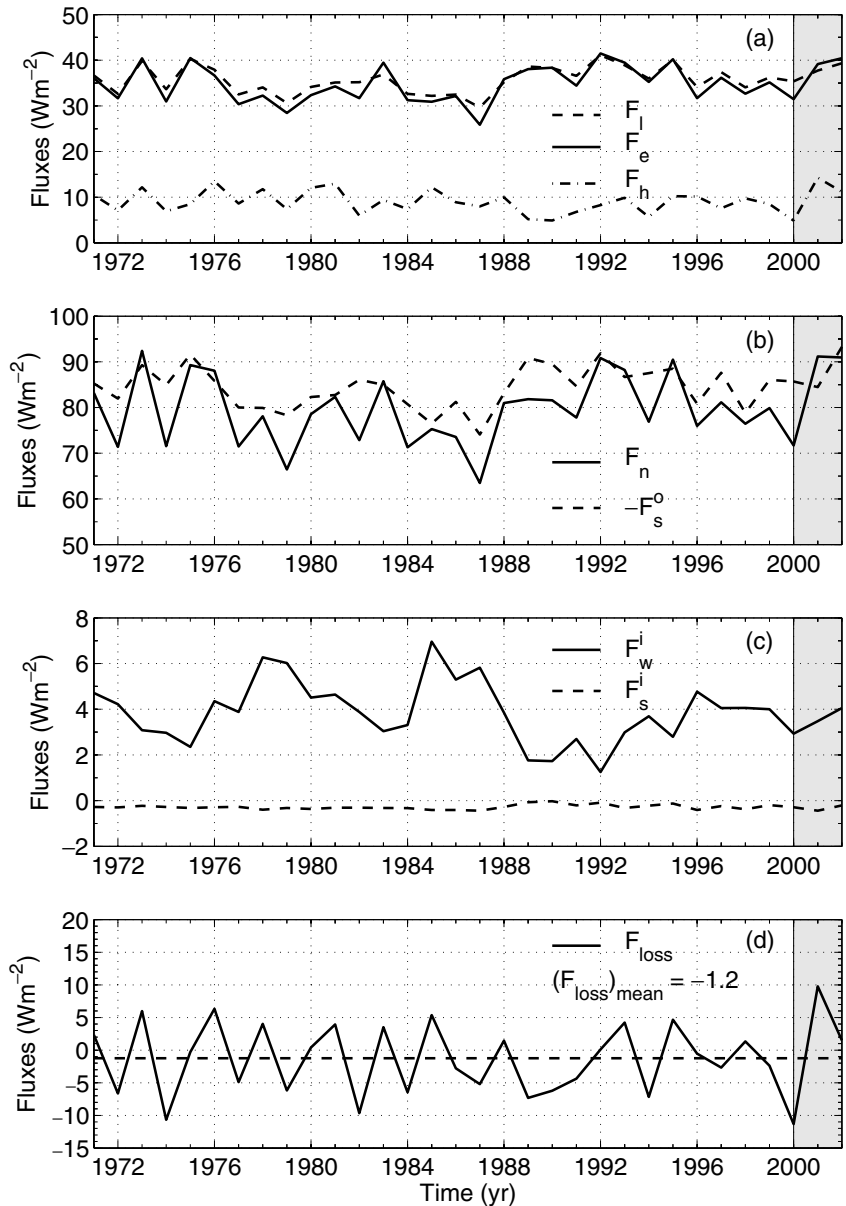 (a)
50
40
30
20
10
0
Fluxes (Wm−2)
F_l
F_e
F_h
1972 1976 1980 1984 1988 1992 1996 2000
(b)
100
90
80
70
60
50
Fluxes (Wm−2)
F_n
−F_s^o
1972 1976 1980 1984 1988 1992 1996 2000
(c)
8
6
4
2
0
−2
Fluxes (Wm−2)
F_w^i
F_s^i
1972 1976 1980 1984 1988 1992 1996 2000
(d)
20
15
10
5
0
−5
−10
−15
Fluxes (Wm−2)
F_loss
(F_loss)_mean = −1.2
1972 1976 1980 1984 1988 1992 1996 2000
Time (yr)